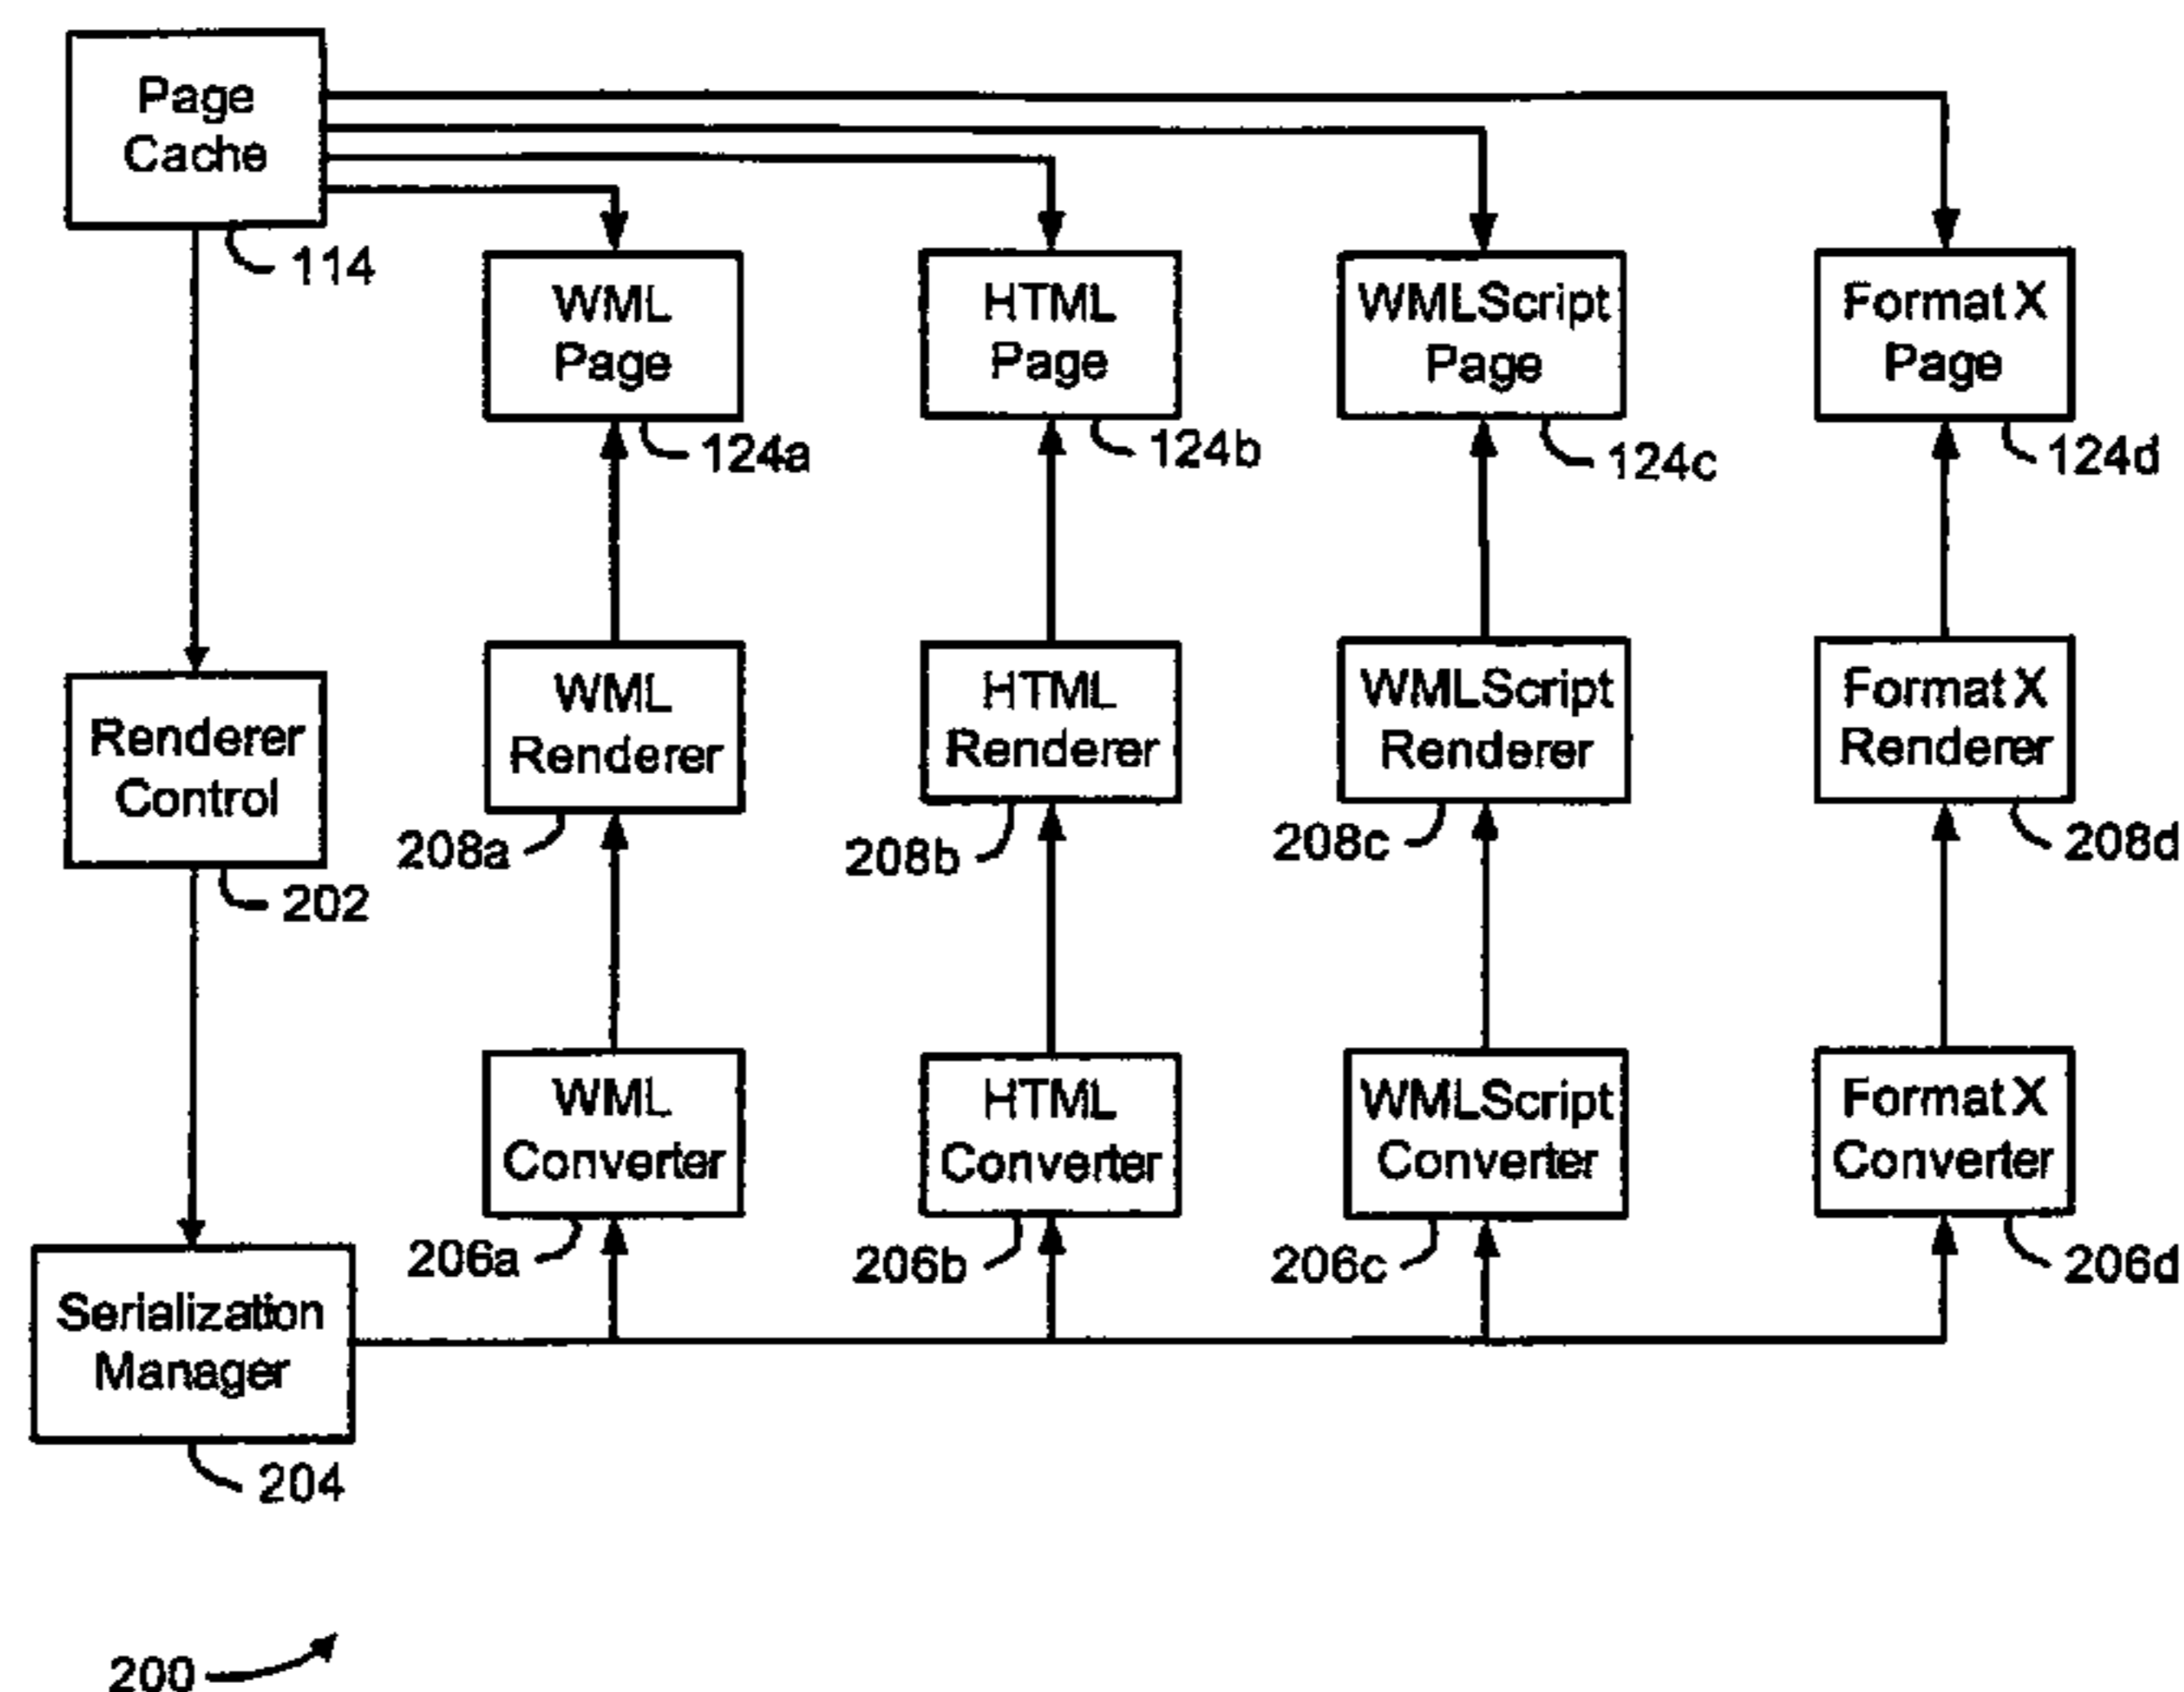 Page
Cache
114
WML
Page
124a
HTML
Page
124b
WMLScript
Page
124c
Format X
Page
124d
Renderer
Control
202
WML
Renderer
208a
HTML
Renderer
208b
WMLScript
Renderer
208c
Format X
Renderer
208d
WML
Converter
206a
HTML
Converter
206b
WMLScript
Converter
206c
Format X
Converter
206d
Serialization
Manager
204
200